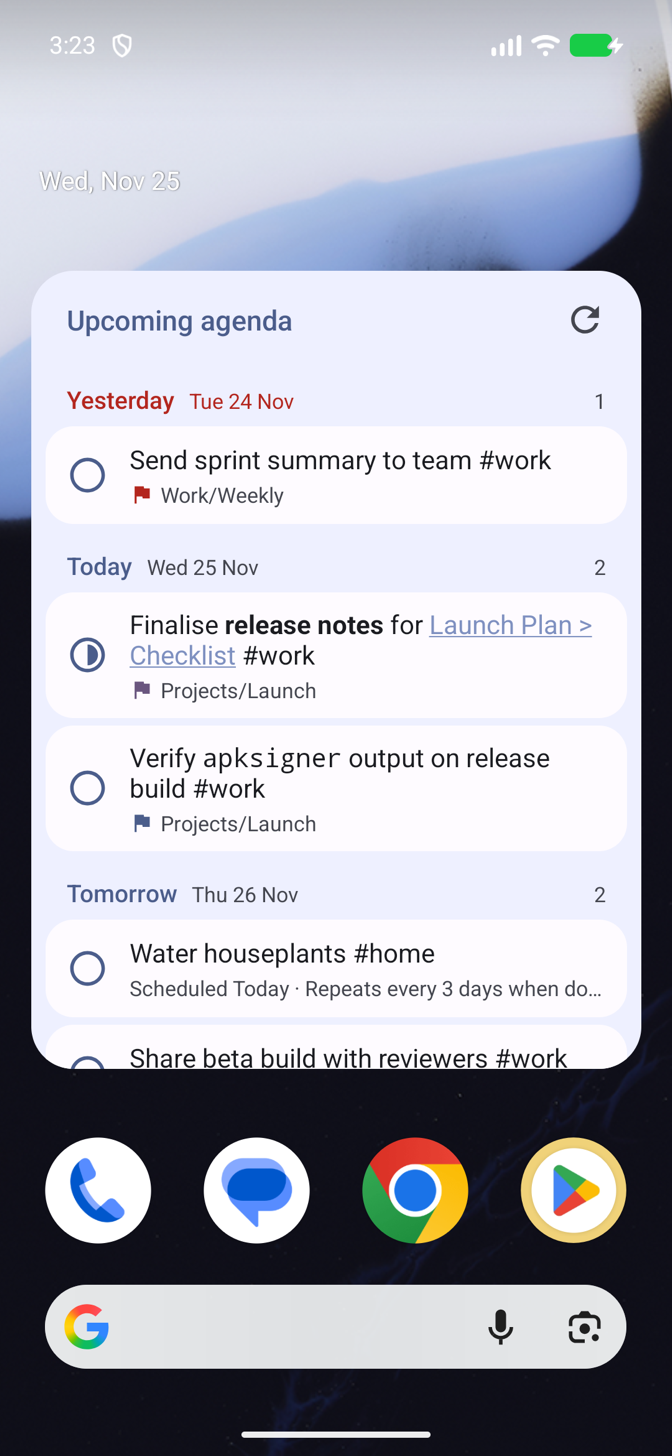 3:23
Wed, Nov 25
Upcoming agenda
Yesterday Tue 24 Nov 1
Send sprint summary to team #work
Work/Weekly
Today Wed 25 Nov 2
Finalise release notes for Launch Plan >
Checklist #work
Projects/Launch
Verify apksigner output on release
build #work
Projects/Launch
Tomorrow Thu 26 Nov 2
Water houseplants #home
Scheduled Today · Repeats every 3 days when do…
Share beta build with reviewers #work